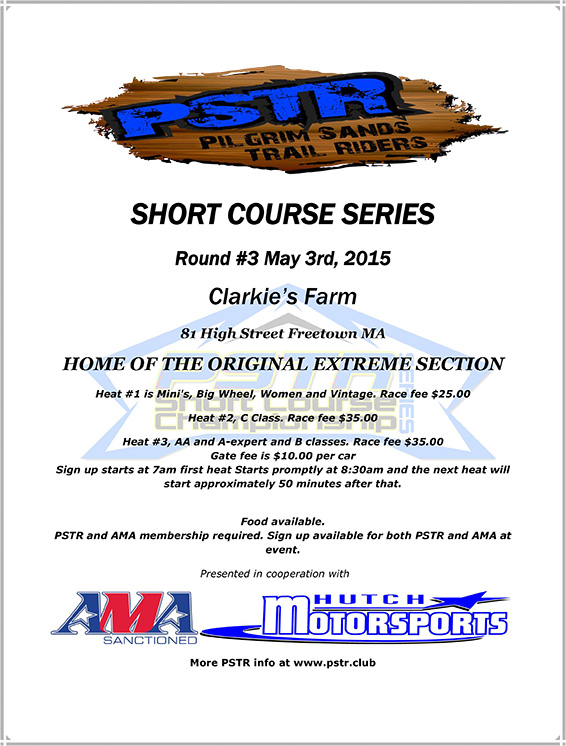 PSTR
PILGRIM SANDS
TRAIL RIDERS
SHORT COURSE SERIES
Round #3 May 3rd, 2015
Clarkie's Farm
81 High Street Freetown MA
HOME OF THE ORIGINAL EXTREME SECTION
PSTR
SERIES
Short Course
Championship
Heat #1 is Mini's, Big Wheel, Women and Vintage. Race fee $25.00
Heat #2, C Class. Race fee $35.00
Heat #3, AA and A-expert and B classes. Race fee $35.00
Gate fee is $10.00 per car
Sign up starts at 7am first heat Starts promptly at 8:30am and the next heat will
start approximately 50 minutes after that.
Food available.
PSTR and AMA membership required. Sign up available for both PSTR and AMA at
event.
Presented in cooperation with
AMA
SANCTIONED
HUTCH
MOTORSPORTS
More PSTR info at www.pstr.club